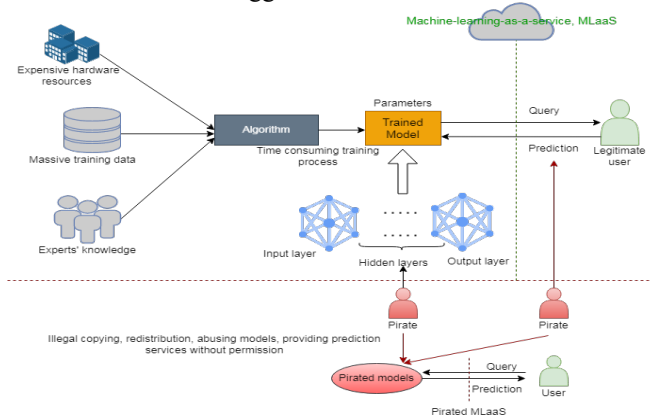 Machine-learning-as-a-service, MLaaS
Expensive hardware
resources
Parameters
Algorithm
Trained
Model
Query
Time consuming training
process
Prediction
Legitimate
user
Massive training data
Experts' knowledge
Input layer
Hidden layers
Output layer
Pirate
Pirate
Illegal copying, redistribution, abusing models, providing prediction
services without permission
Pirated models
Query
Prediction
User
Pirated MLaaS